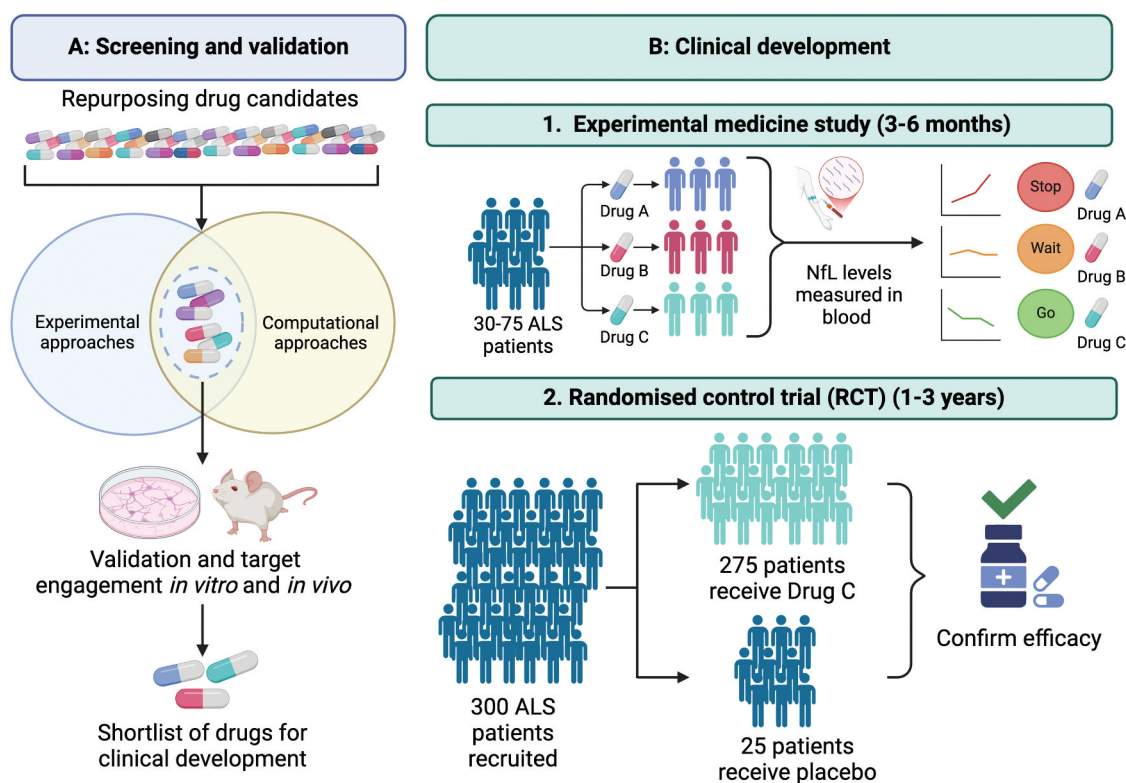 A: Screening and validation
Repurposing drug candidates
Experimental
approaches
Computational
approaches
Validation and target
engagement in vitro and in vivo
Shortlist of drugs for
clinical development
B: Clinical development
1. Experimental medicine study (3-6 months)
30-75 ALS
patients
Drug A
Drug B
Drug C
NfL levels
measured in
blood
Stop
Drug A
Wait
Drug B
Go
Drug C
2. Randomised control trial (RCT) (1-3 years)
300 ALS
patients
recruited
275 patients
receive Drug C
25 patients
receive placebo
Confirm efficacy